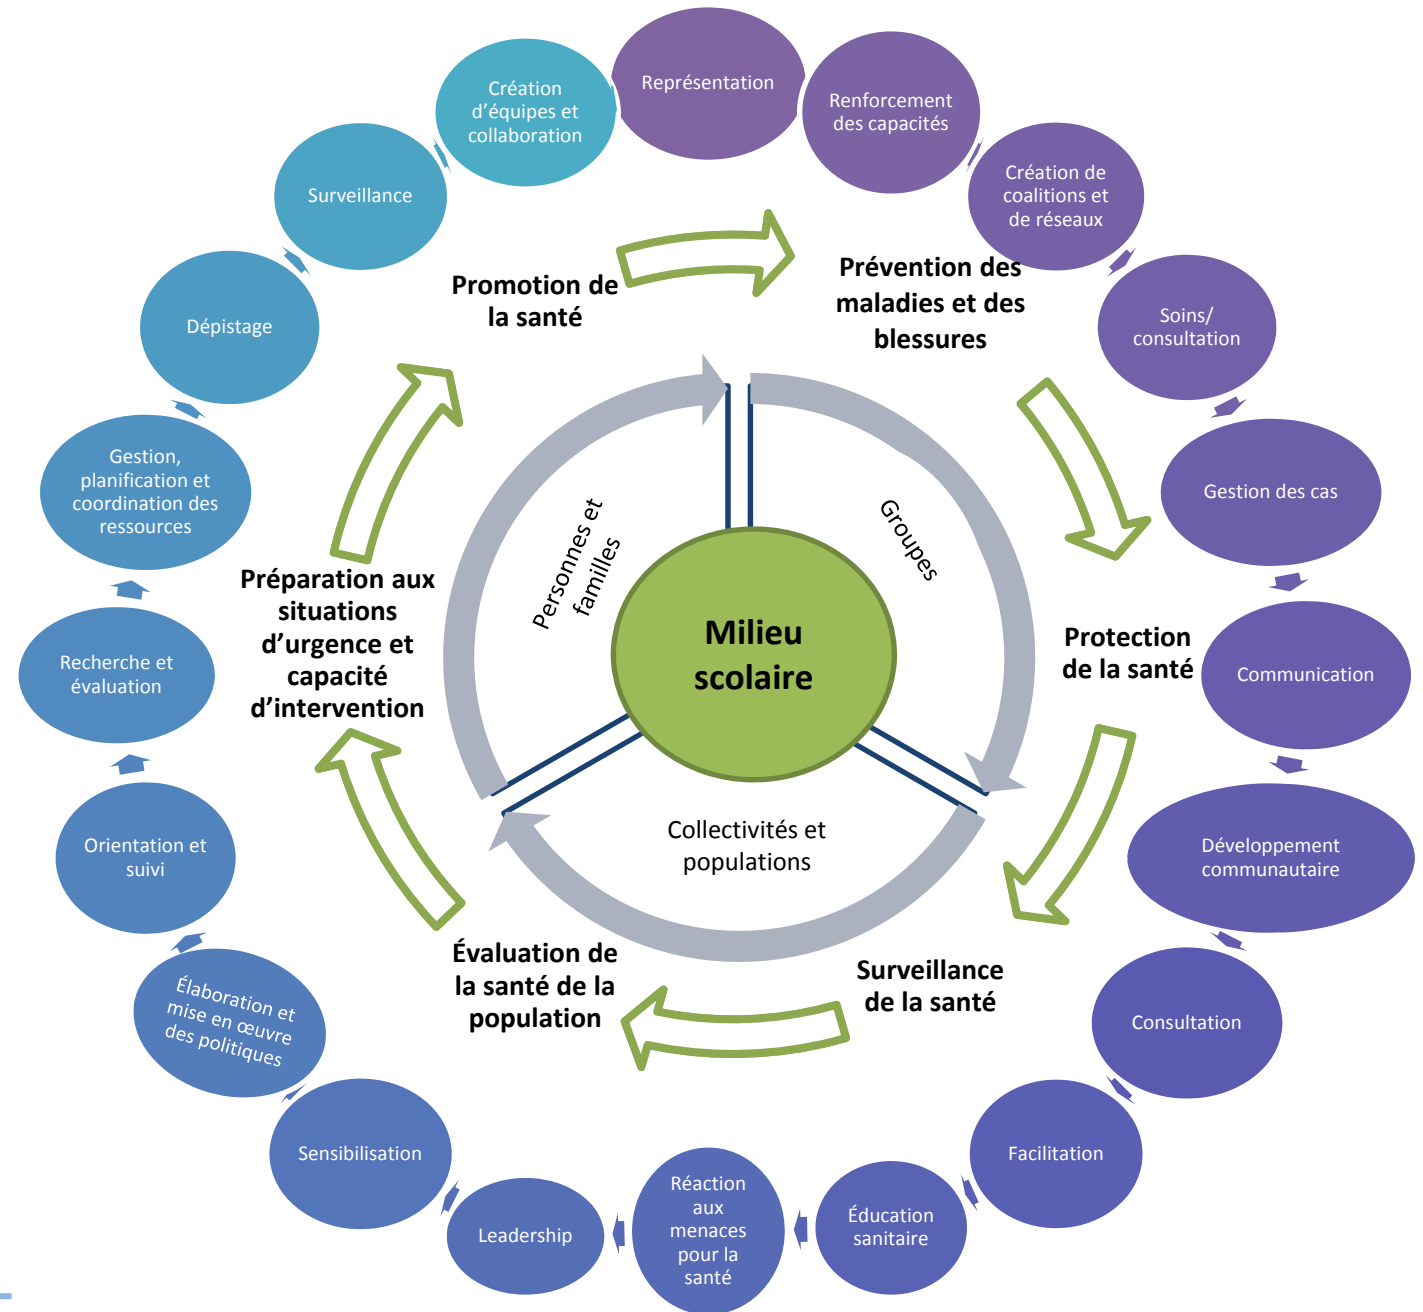 Représentation
Renforcement
des capacités
Création de
coalitions et
de réseaux
Soins/
consultation
Gestion des cas
Communication
Développement
communautaire
Consultation
Facilitation
Éducation
sanitaire
Réaction
aux
menaces
pour la
santé
Leadership
Sensibilisation
Élaboration et
mise en œuvre
des politiques
Orientation et
suivi
Recherche et
évaluation
Gestion,
planification et
coordination des
ressources
Dépistage
Surveillance
Création
d’équipes et
collaboration
Promotion de
la santé
Prévention des
maladies et des
blessures
Protection
de la santé
Surveillance
de la santé
Évaluation de
la santé de la
population
Préparation aux
situations
d’urgence et
capacité
d’intervention
Personnes et
familles
Groupes
Collectivités et
populations
Milieu
scolaire